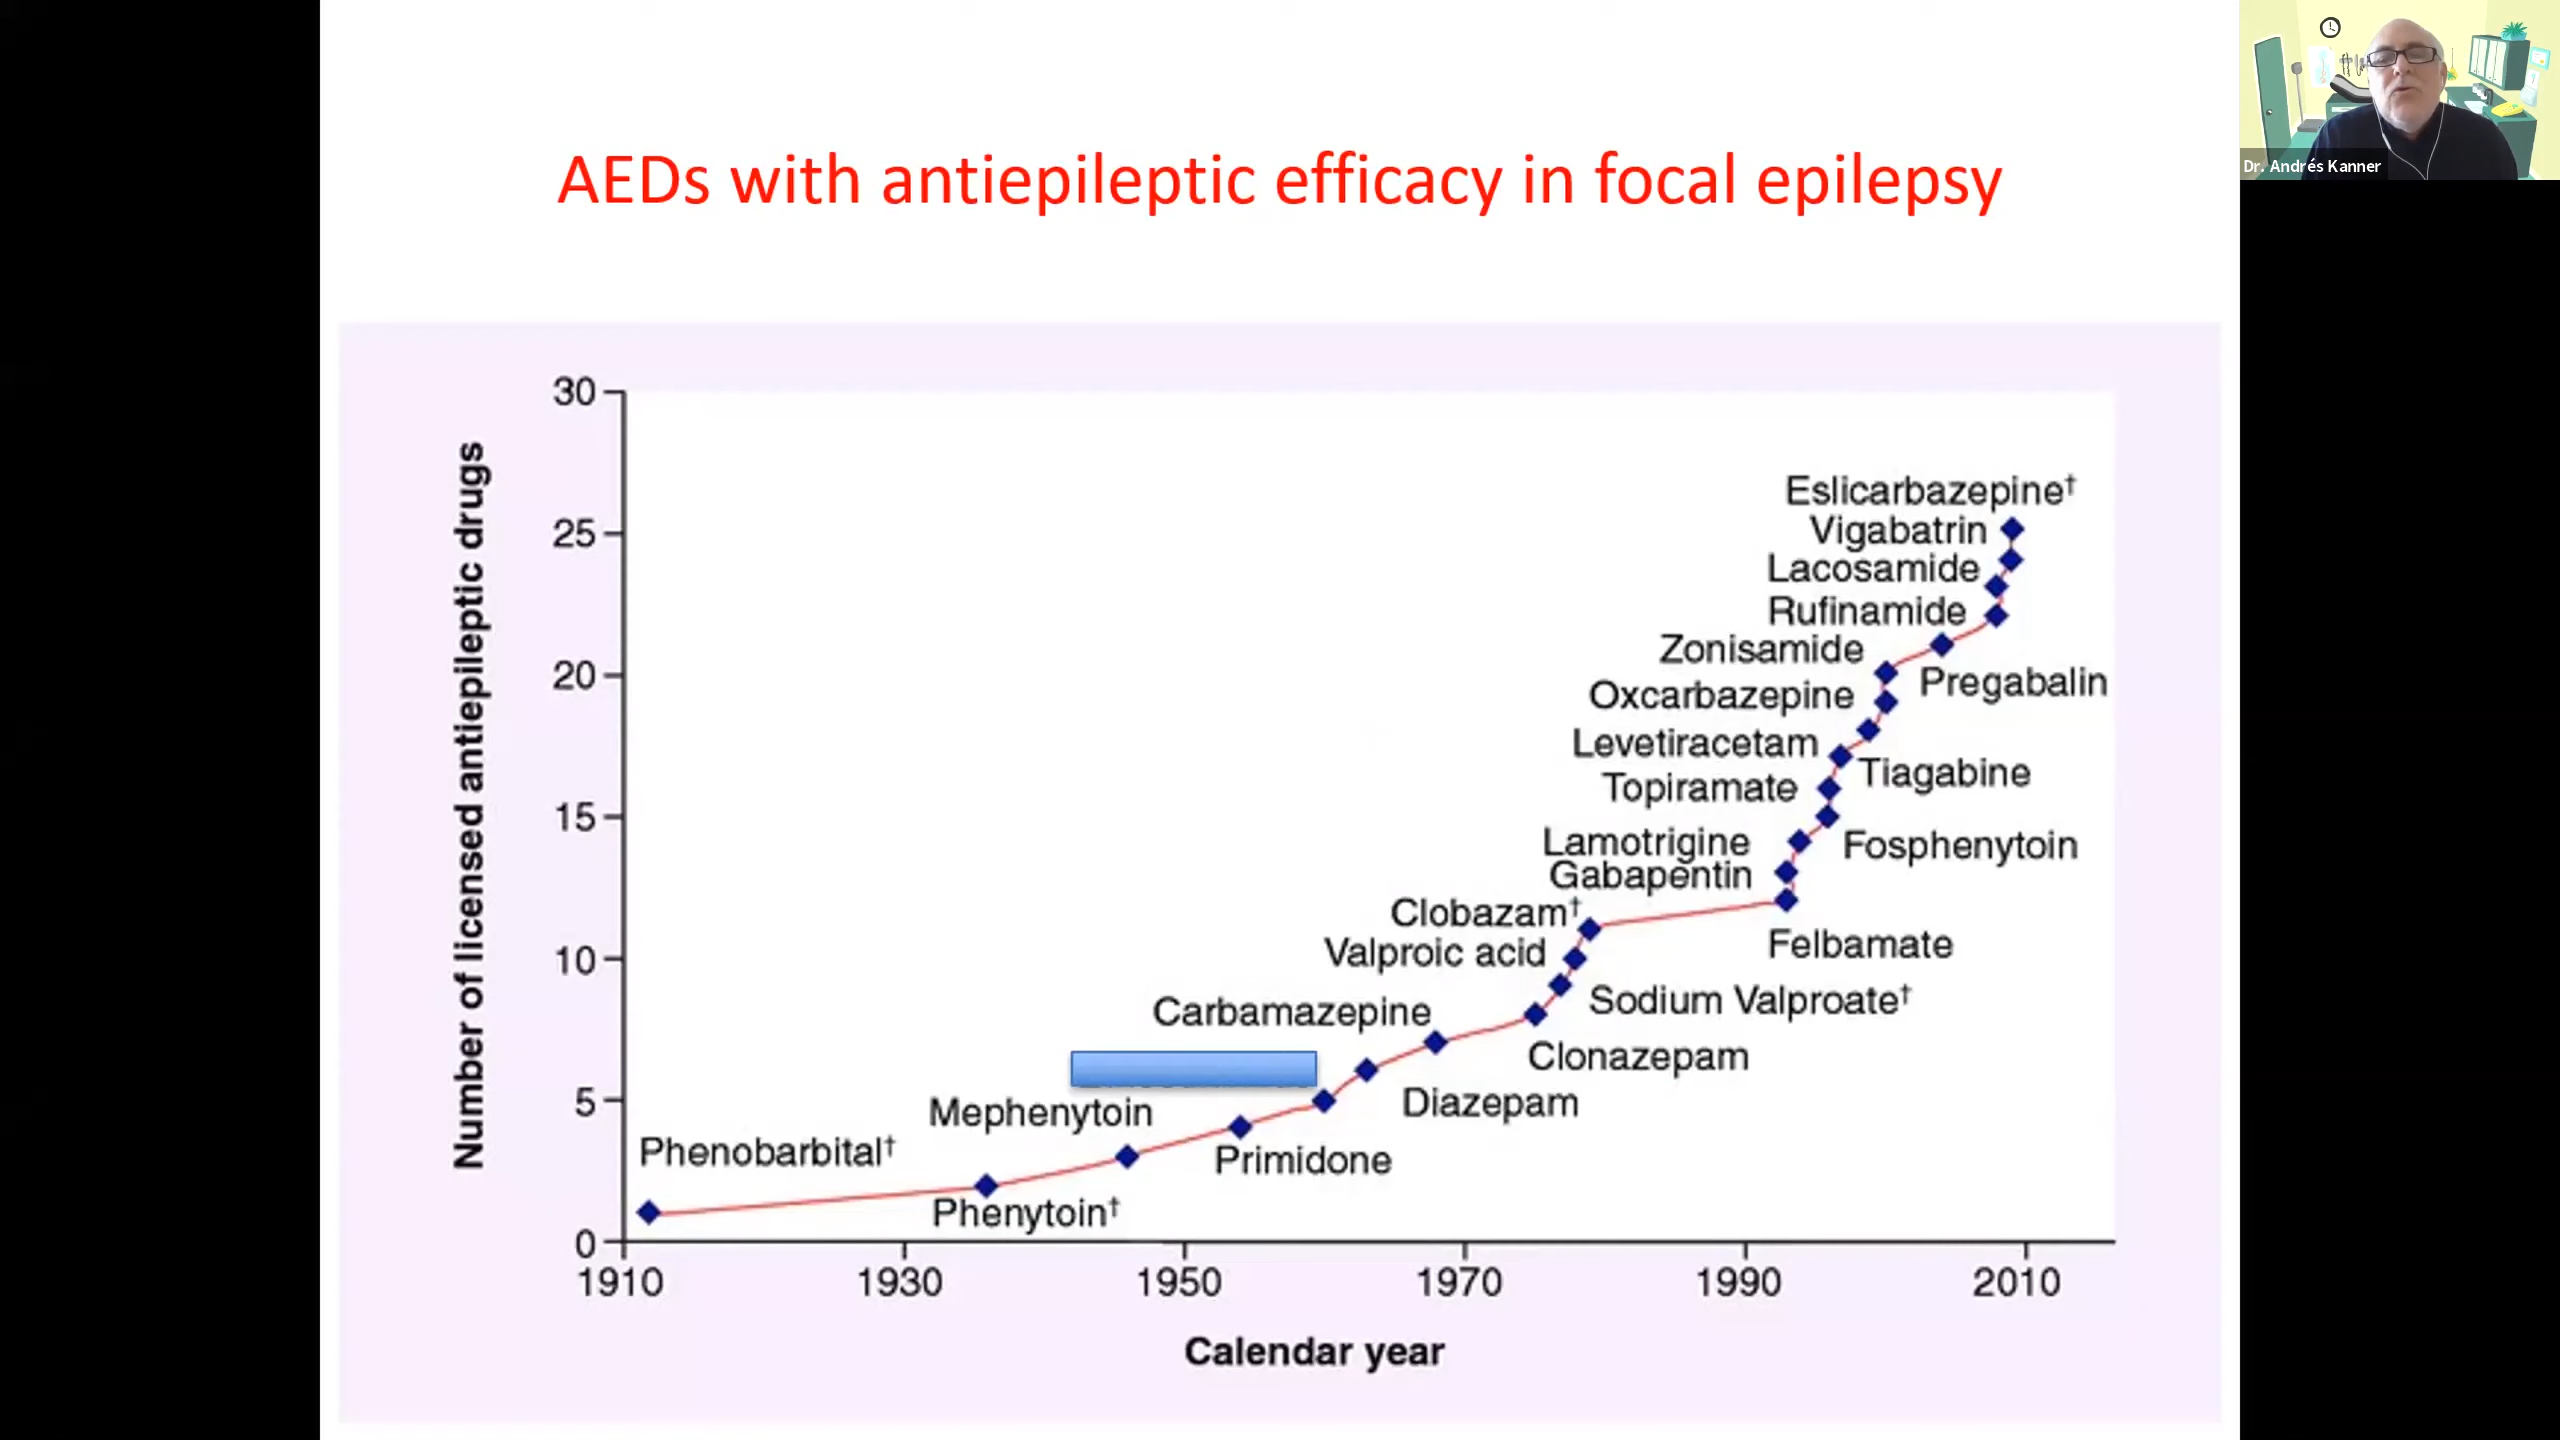 Dr. Andrés Kanner
AEDs with antiepileptic efficacy in focal epilepsy
Number of licensed antiepileptic drugs
30
25
20
15
10
5
0
Eslicarbazepine†
Vigabatrin
Lacosamide
Rufinamide
Zonisamide
Pregabalin
Oxcarbazepine
Levetiracetam
Tiagabine
Topiramate
Lamotrigine
Fosphenytoin
Gabapentin
Clobazam†
Felbamate
Valproic acid
Sodium Valproate†
Carbamazepine
Clonazepam
Diazepam
Mephenytoin
Primidone
Phenobarbital†
Phenytoin†
1910 1930 1950 1970 1990 2010
Calendar year